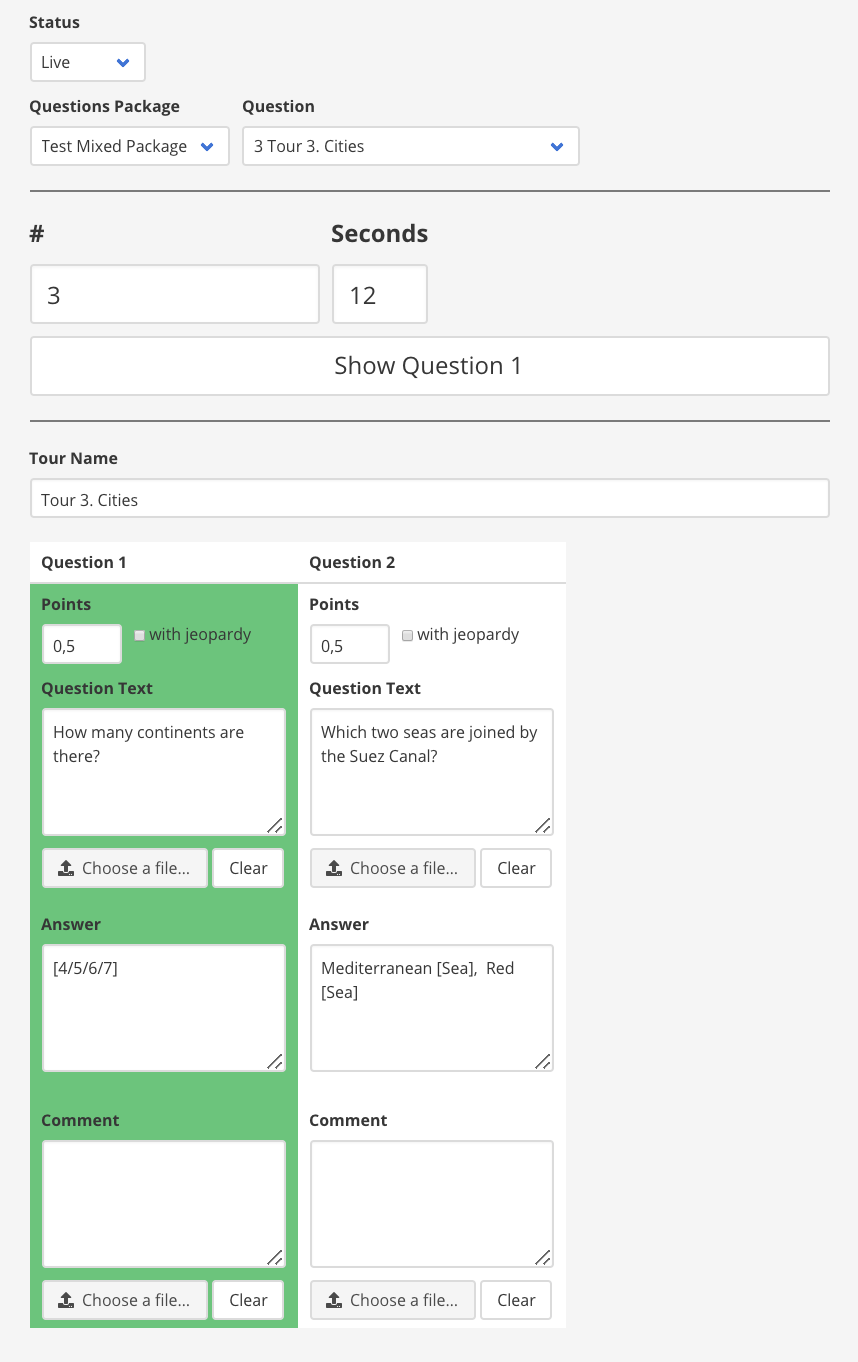 Status
Live
Questions Package Question
Test Mixed Package 3 Tour 3. Cities
# Seconds
3 12
Show Question 1
Tour Name
Tour 3. Cities
Question 1 Question 2
Points Points
0,5 with jeopardy 0,5 with jeopardy
Question Text Question Text
How many continents are Which two seas are joined by
there? the Suez Canal?
Choose a file... Clear Choose a file... Clear
Answer Answer
[4/5/6/7] Mediterranean [Sea],  Red
[Sea]
Comment Comment
Choose a file... Clear Choose a file... Clear